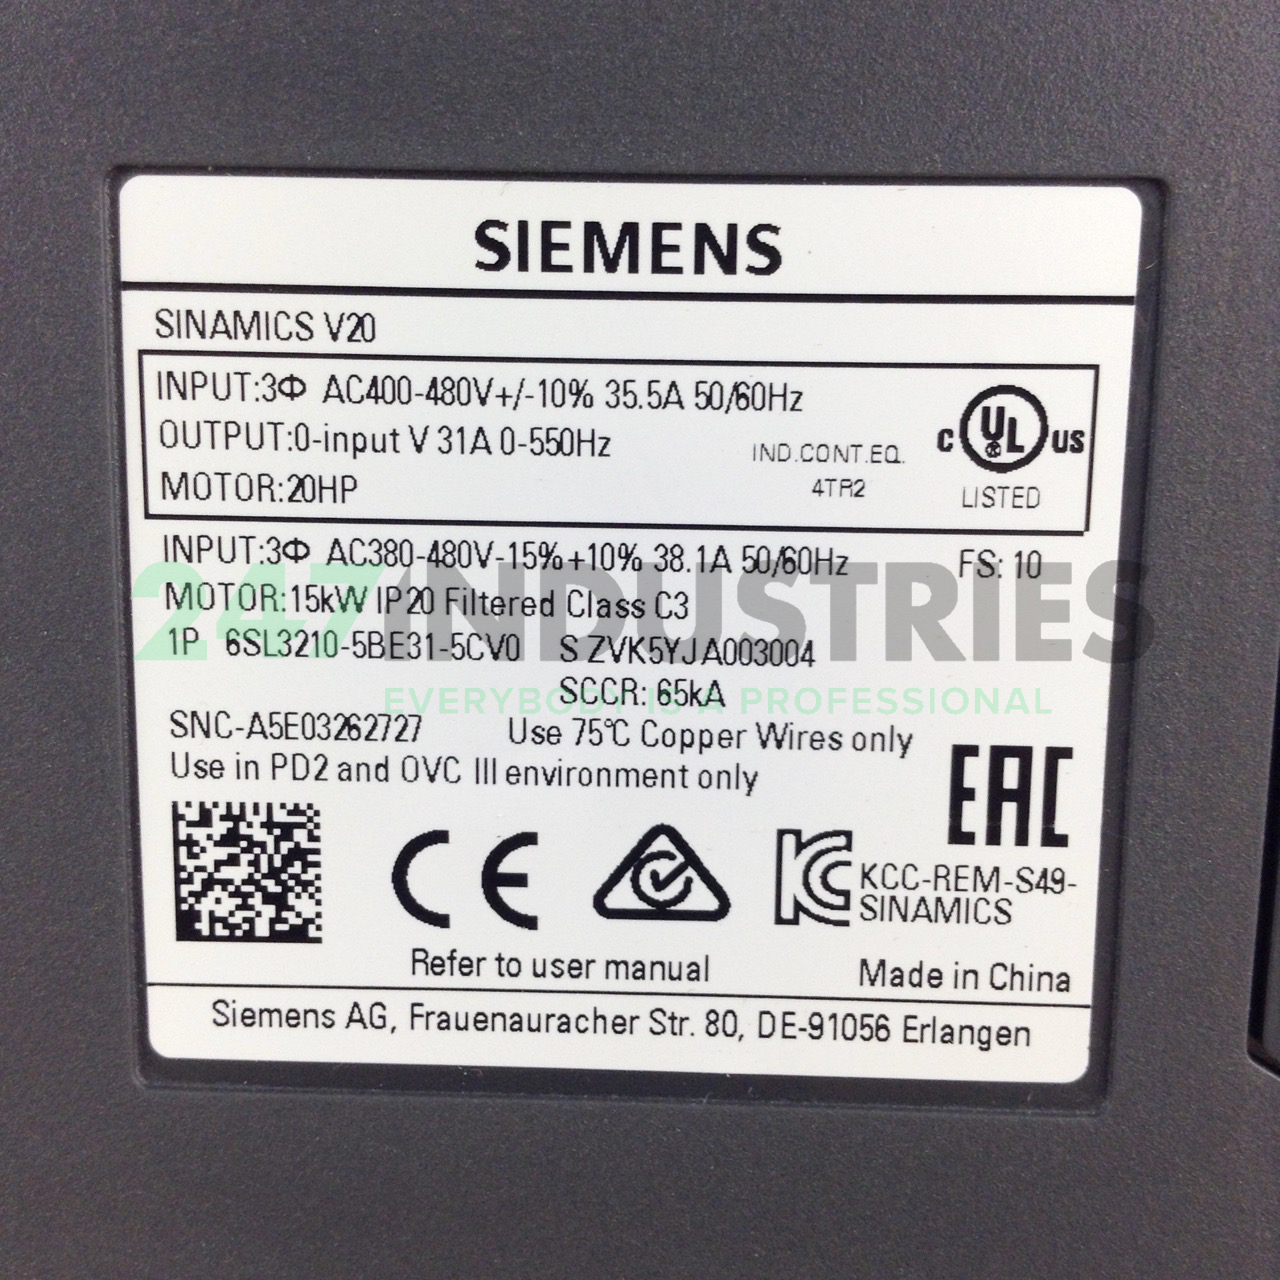 SIEMENS
SINAMICS V20
INPUT:3Φ AC400-480V+/-10% 35.5A 50/60Hz
OUTPUT:0-input V 31A 0-550Hz
MOTOR:20HP
IND.CONT.EQ.
4TR2
C UL US
LISTED
INPUT:3Φ AC380-480V-15%+10% 38.1A 50/60Hz FS: 10
MOTOR:15kW IP20 Filtered Class C3
1P 6SL3210-5BE31-5CV0 S ZVK5YJA003004
SCCR: 65kA
247INDUSTRIES
EVERYBODY IS A PROFESSIONAL
SNC-A5E03262727 Use 75℃ Copper Wires only
Use in PD2 and OVC III environment only
EAC
CE
KC KCC-REM-S49-
SINAMICS
Refer to user manual Made in China
Siemens AG, Frauenauracher Str. 80, DE-91056 Erlangen